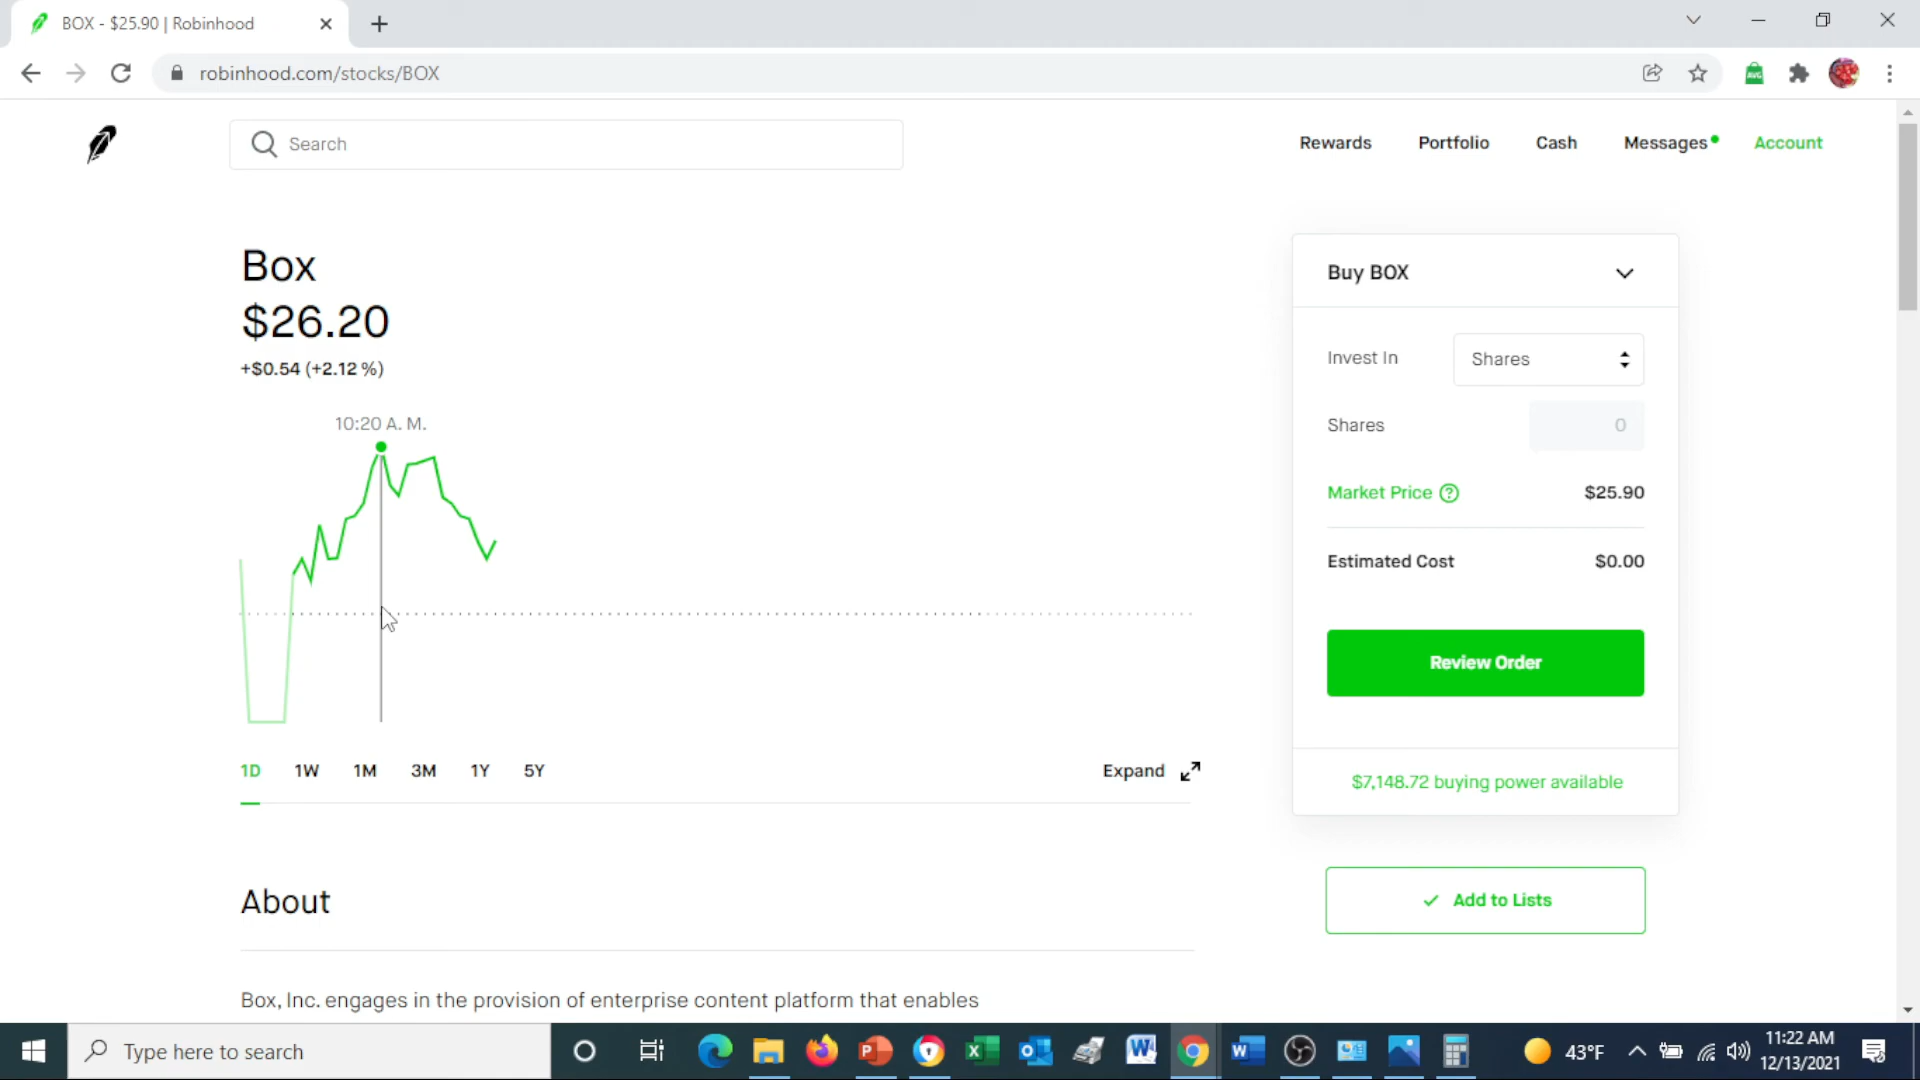 BOX - $25.90 | Robinhood
robinhood.com/stocks/BOX
AVG
Search
Rewards Portfolio Cash Messages Account
Box
$26.20
+$0.54 (+2.12 %)
10:20 A. M.
1D 1W 1M 3M 1Y 5Y
Expand
About
Box, Inc. engages in the provision of enterprise content platform that enables
Buy BOX
Invest In Shares
Shares 0
Market Price $25.90
Estimated Cost $0.00
Review Order
$7,148.72 buying power available
Add to Lists
Type here to search
43°F
11:22 AM
12/13/2021